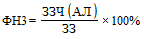 ФНЗ = ЗЗЧ (АЛ) / ЗЗ × 100%